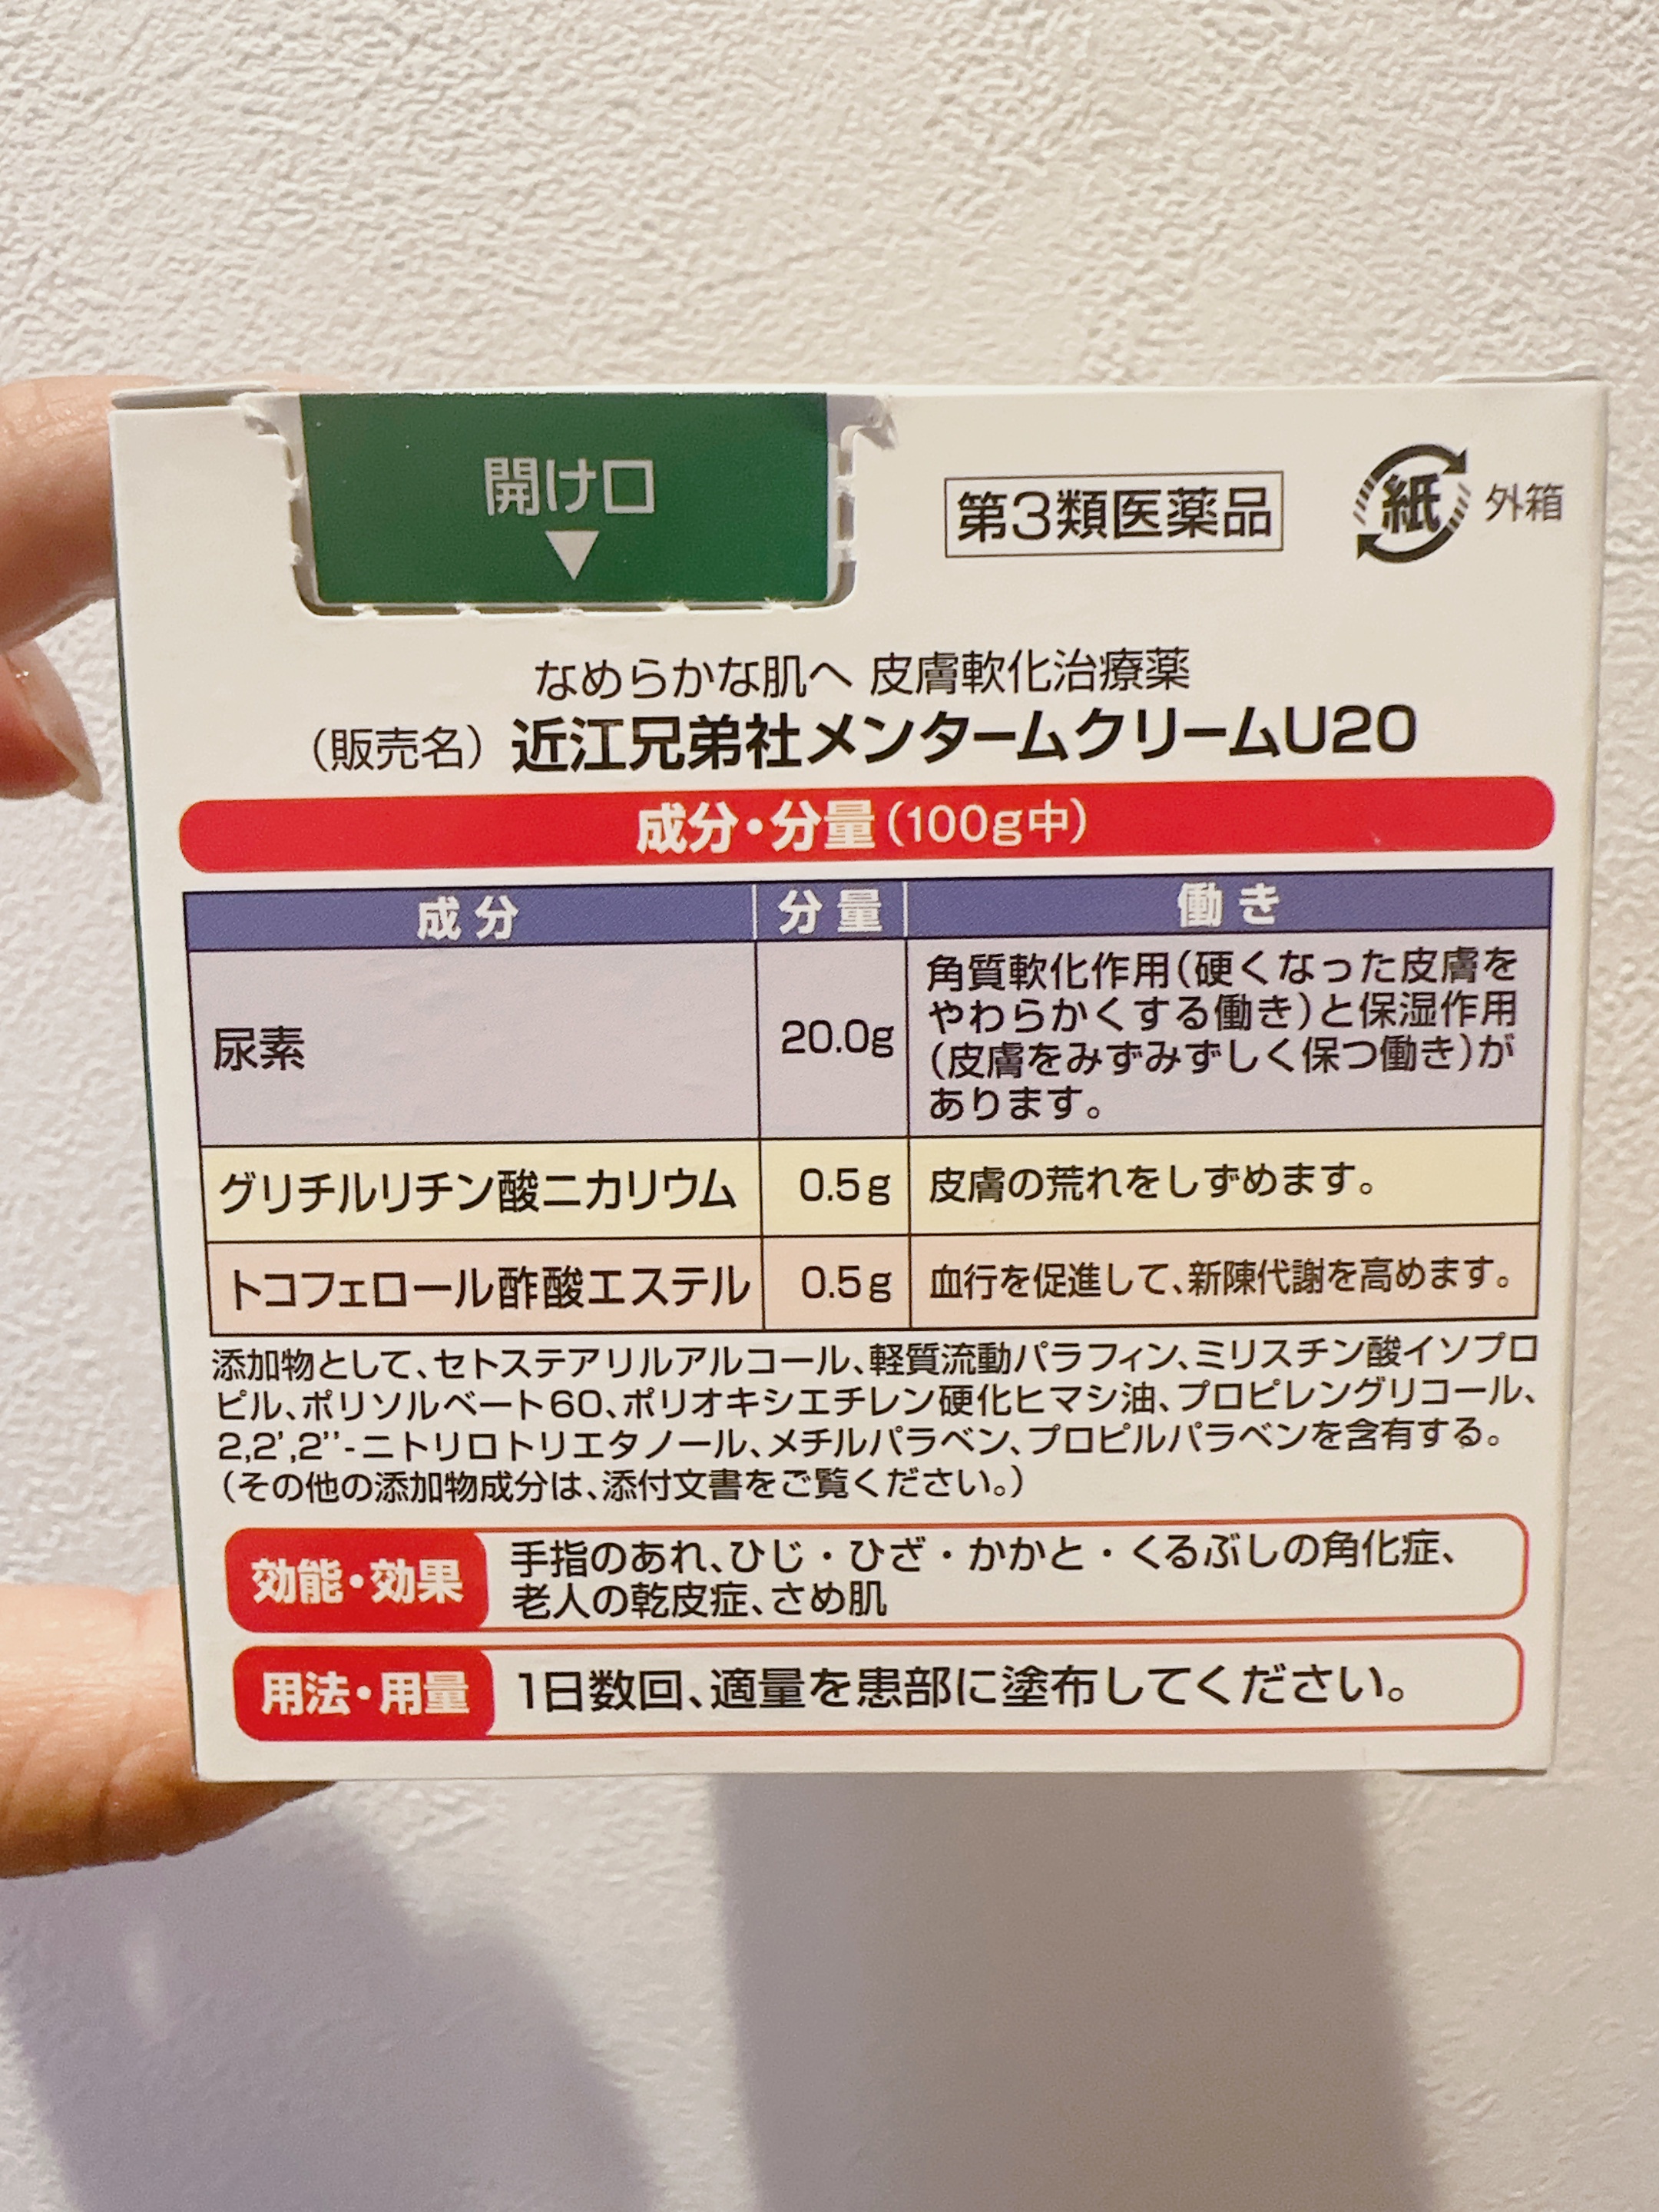 開け口
第3類医薬品
紙 外箱
なめらかな肌へ 皮膚軟化治療薬
(販売名) 近江兄弟社メンタームクリームU20
成分・分量(100g中)
成分 分量 働き
尿素 20.0g 角質軟化作用(硬くなった皮膚を
やわらかくする働き)と保湿作用
(皮膚をみずみずしく保つ働き)が
あります。
グリチルリチン酸ニカリウム 0.5g 皮膚の荒れをしずめます。
トコフェロール酢酸エステル 0.5g 血行を促進して、新陳代謝を高めます。
添加物として、セトステアリルアルコール、軽質流動パラフィン、ミリスチン酸イソプロ
ピル、ポリソルベート60、ポリオキシエチレン硬化ヒマシ油、プロピレングリコール、
2,2',2''-ニトリロトリエタノール、メチルパラベン、プロピルパラベンを含有する。
(その他の添加物成分は、添付文書をご覧ください。)
効能・効果 手指のあれ、ひじ・ひざ・かかと・くるぶしの角化症、
老人の乾皮症、さめ肌
用法・用量 1日数回、適量を患部に塗布してください。